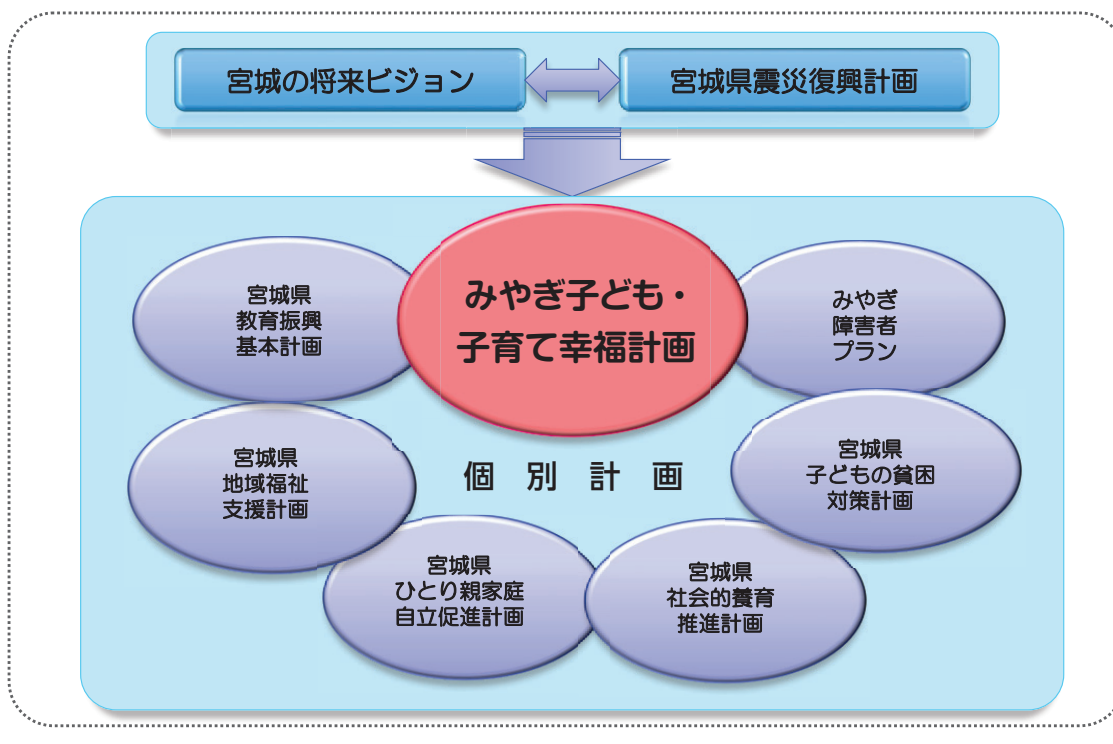 宮城の将来ビジョン
宮城県震災復興計画
みやぎ子ども・
子育て幸福計画
宮城県
教育振興
基本計画
みやぎ
障害者
プラン
宮城県
地域福祉
支援計画
個別計画
宮城県
子どもの貧困
対策計画
宮城県
ひとり親家庭
自立促進計画
宮城県
社会的養育
推進計画